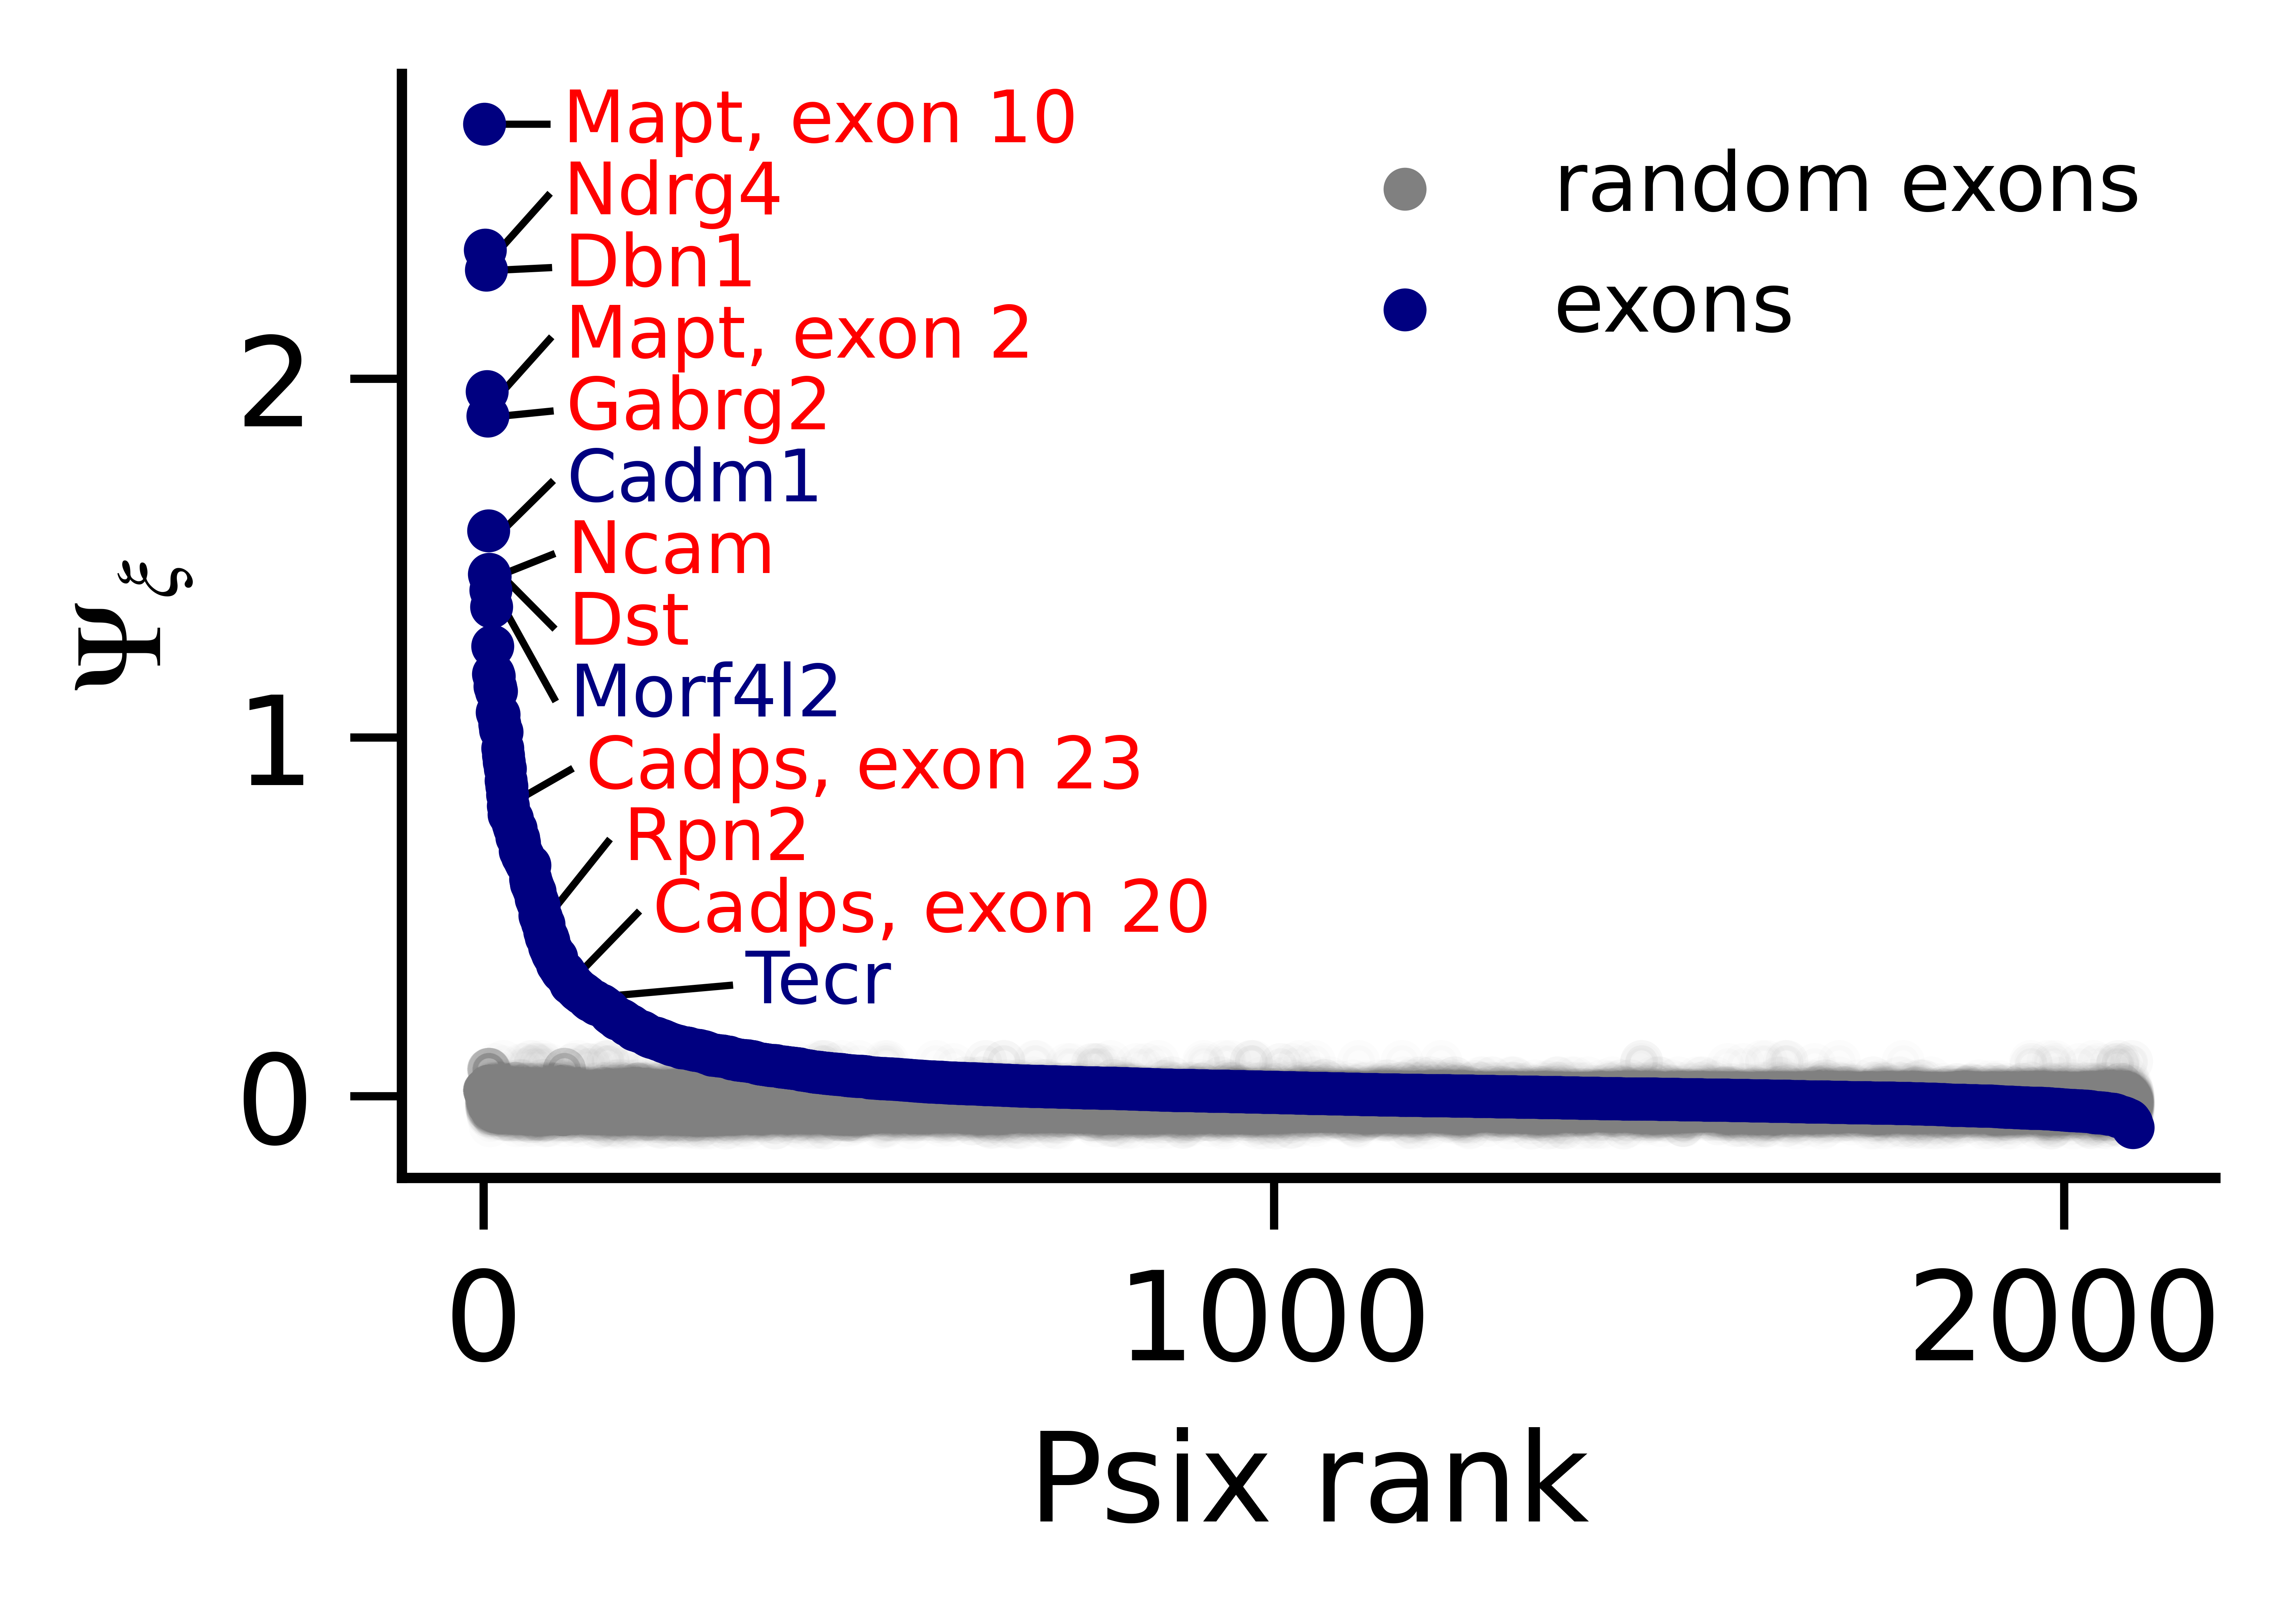 Mapt, exon 10
Ndrg4
Dbn1
Mapt, exon 2
Gabrg2
Cadm1
Ncam
Dst
Morf4l2
Cadps, exon 23
Rpn2
Cadps, exon 20
Tecr
random exons
exons
2
1
0
Ψξ
0 1000 2000
Psix rank